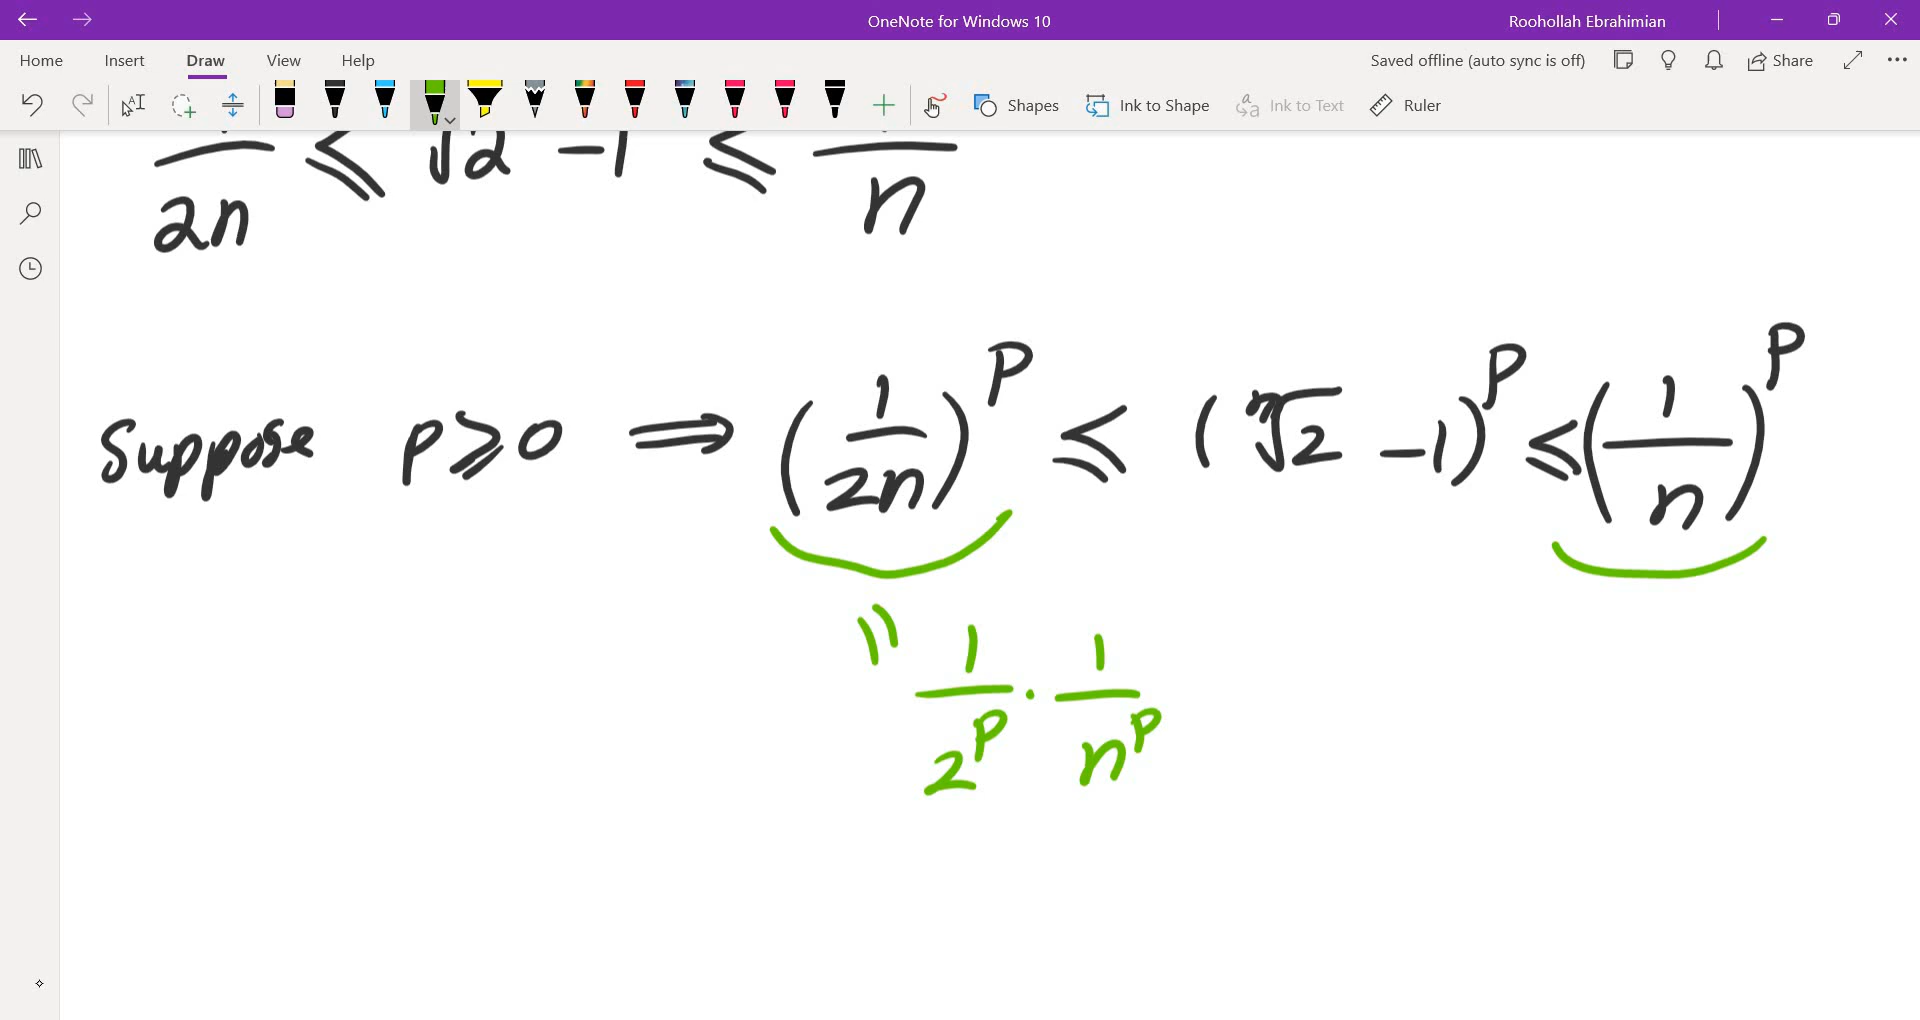 OneNote for Windows 10
Roohollah Ebrahimian
Home Insert Draw View Help
Saved offline (auto sync is off) Share
Shapes Ink to Shape Ink to Text Ruler
/2n ≤ √2 - 1 ≤ /n
Suppose p ≥ 0 ⟹ (1/2n)^p ≤ (ⁿ√2 - 1)^p ≤ (1/n)^p
= 1/2^p · 1/n^p